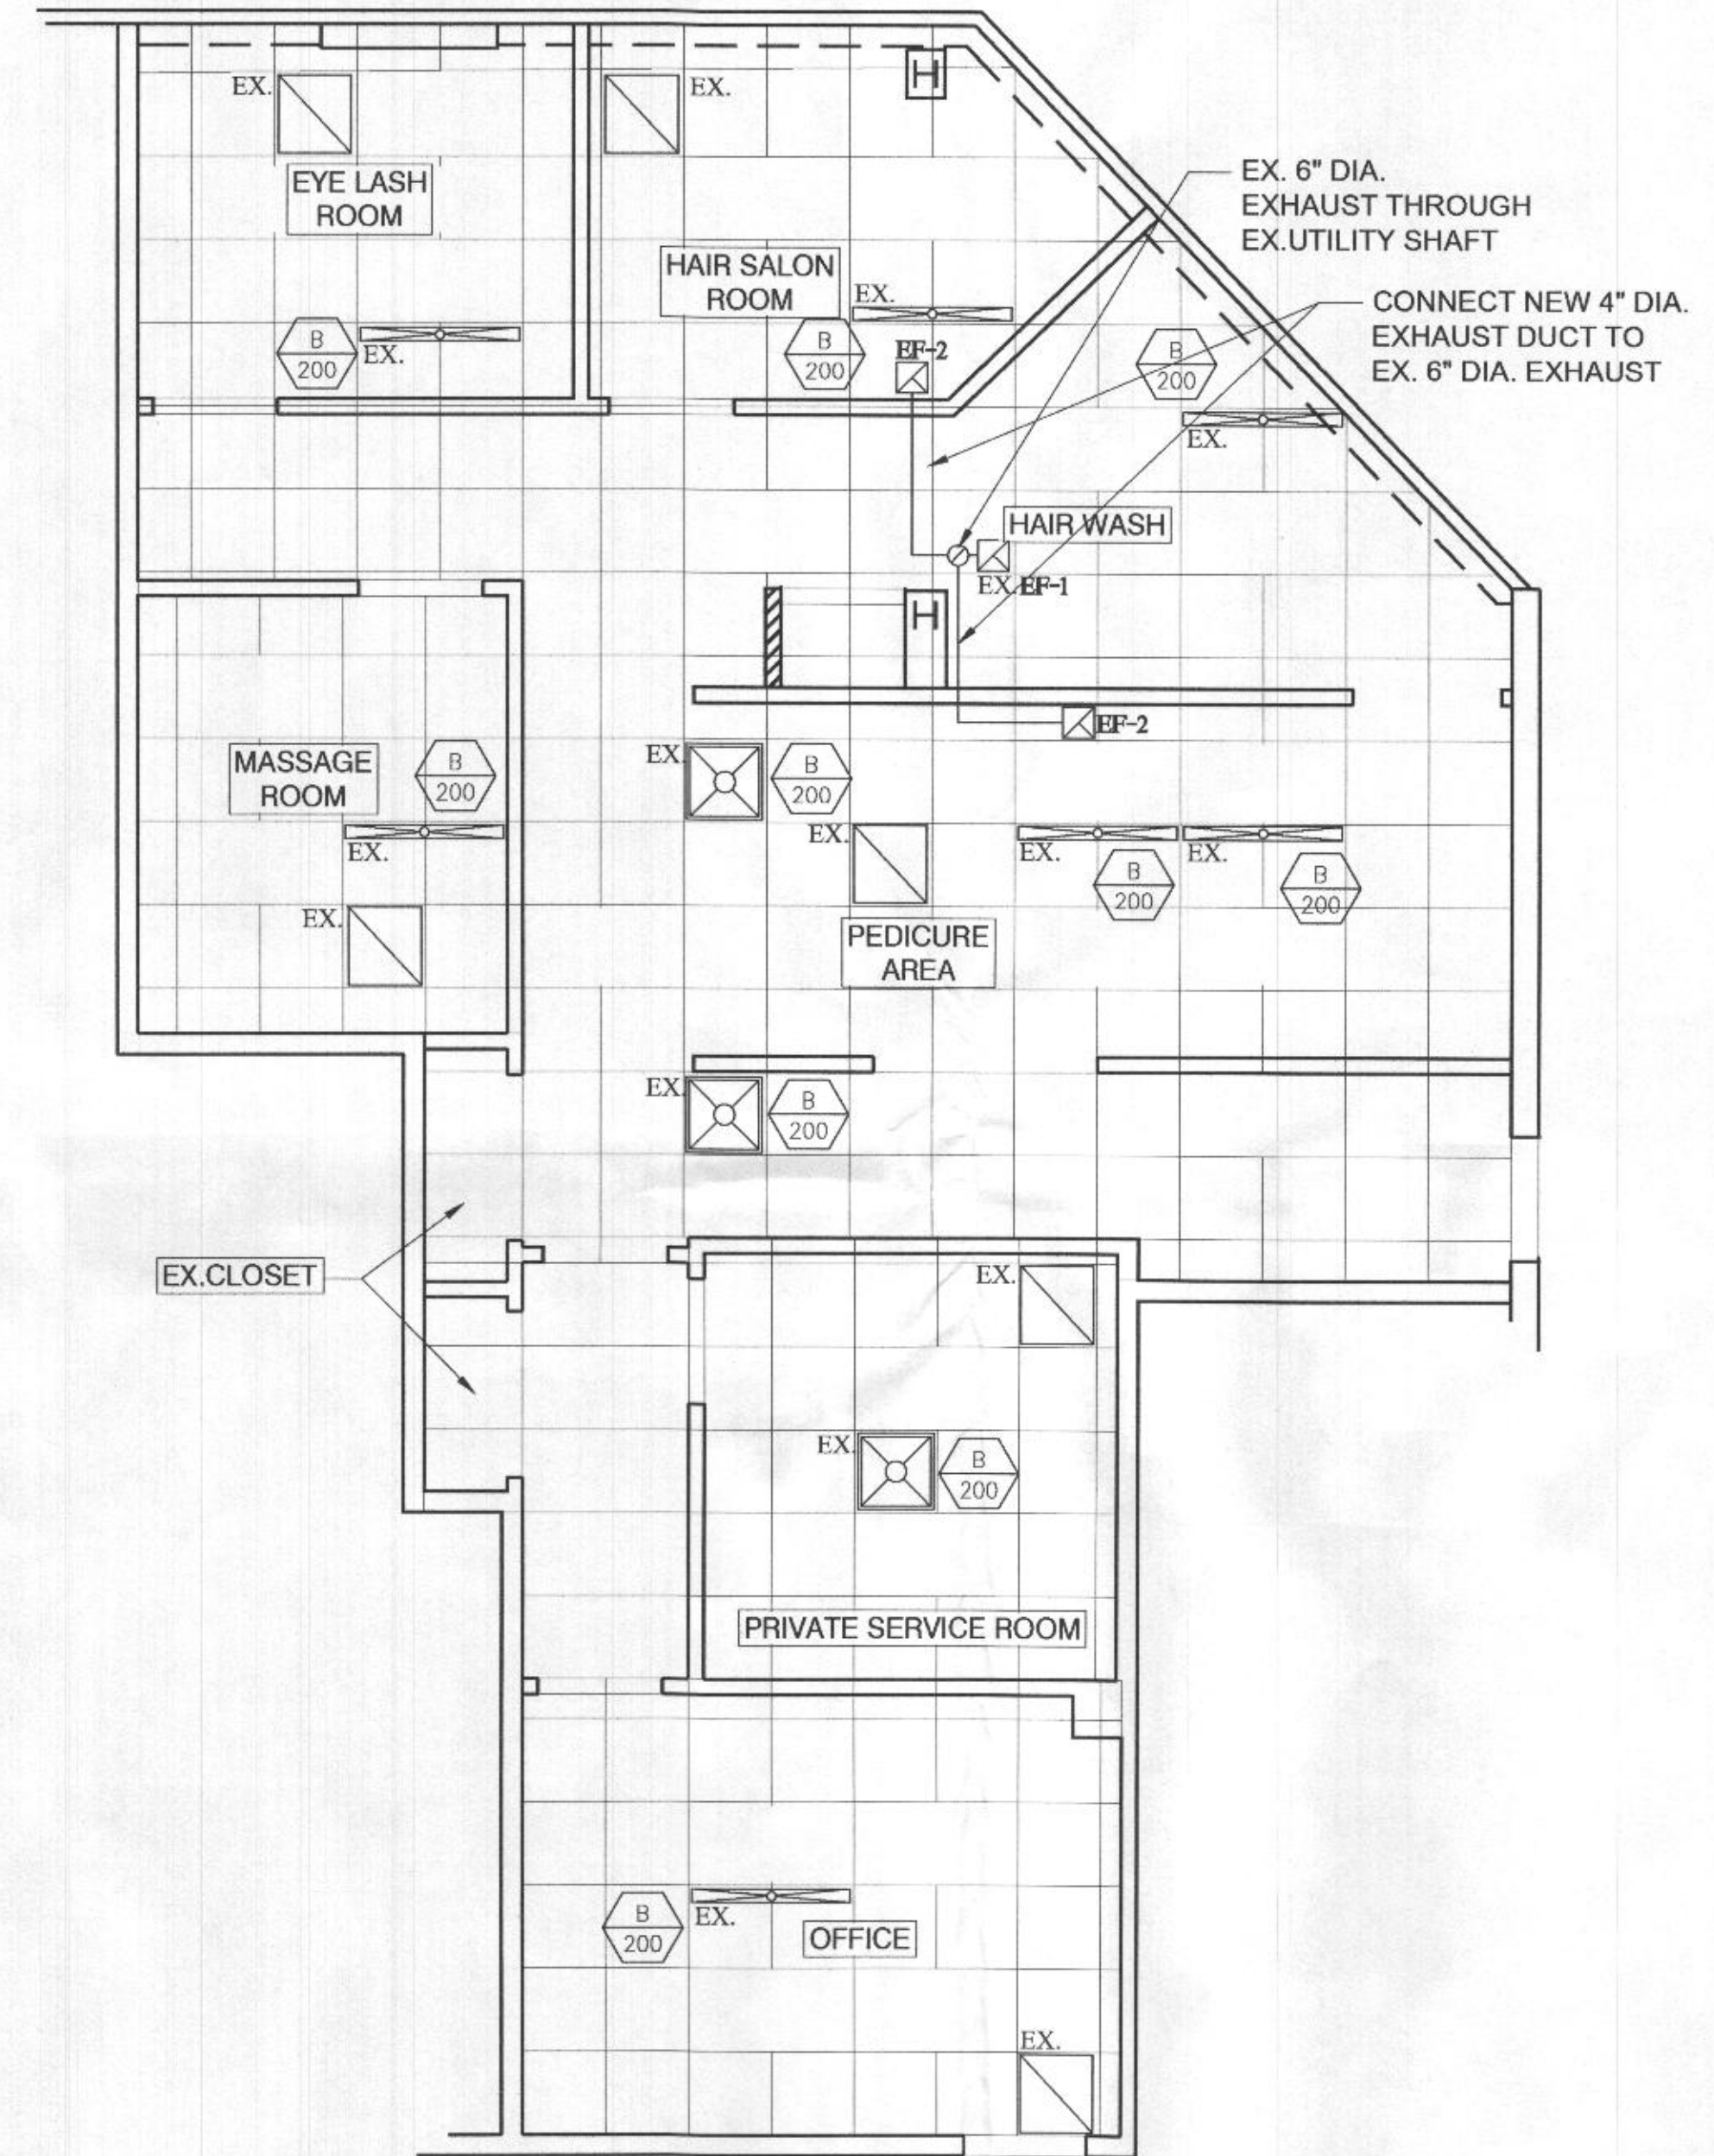 EX.
EX.
H
EYE LASH
ROOM
EX. 6" DIA.
EXHAUST THROUGH
EX.UTILITY SHAFT
HAIR SALON
ROOM
EX.
CONNECT NEW 4" DIA.
EXHAUST DUCT TO
EX. 6" DIA. EXHAUST
B
200
EX.
B
200
EF-2
B
200
EX.
HAIR WASH
EX. EF-1
H
EF-2
MASSAGE
ROOM
B
200
EX.
EX.
EX.
B
200
EX.
EX.
B
200
EX.
B
200
PEDICURE
AREA
EX.
B
200
EX.CLOSET
EX.
EX.
B
200
PRIVATE SERVICE ROOM
B
200
EX.
OFFICE
EX.